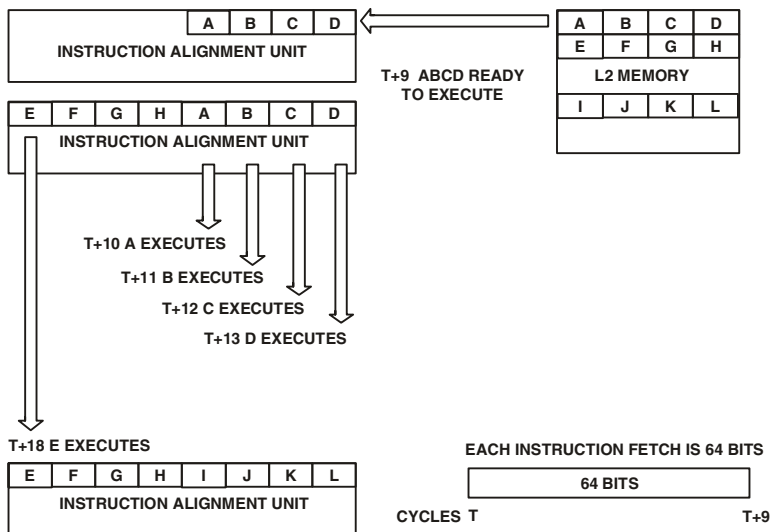 A B C D
INSTRUCTION ALIGNMENT UNIT
A B C D
E F G H
L2 MEMORY
I J K L
T+9 ABCD READY
TO EXECUTE
E F G H A B C D
INSTRUCTION ALIGNMENT UNIT
T+10 A EXECUTES
T+11 B EXECUTES
T+12 C EXECUTES
T+13 D EXECUTES
T+18 E EXECUTES
E F G H I J K L
INSTRUCTION ALIGNMENT UNIT
EACH INSTRUCTION FETCH IS 64 BITS
64 BITS
CYCLES T T+9